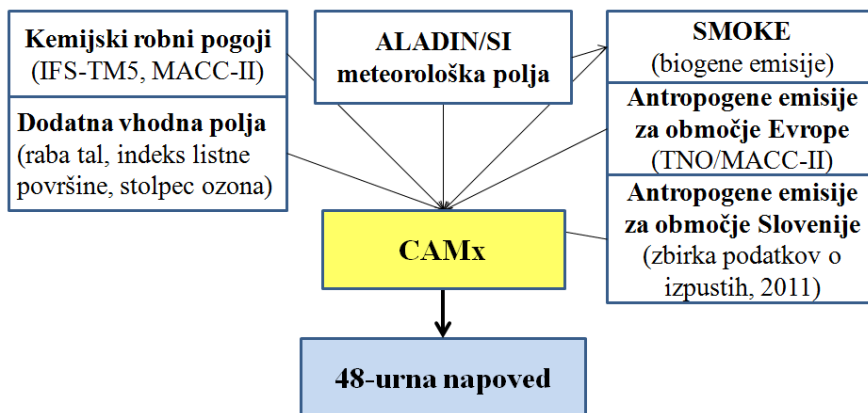 Kemijski robni pogoji
(IFS-TM5, MACC-II)
Dodatna vhodna polja
(raba tal, indeks listne
površine, stolpec ozona)
ALADIN/SI
meteorološka polja
SMOKE
(biogene emisije)
Antropogene emisije
za območje Evrope
(TNO/MACC-II)
Antropogene emisije
za območje Slovenije
(zbirka podatkov o
izpustih, 2011)
CAMx
48-urna napoved